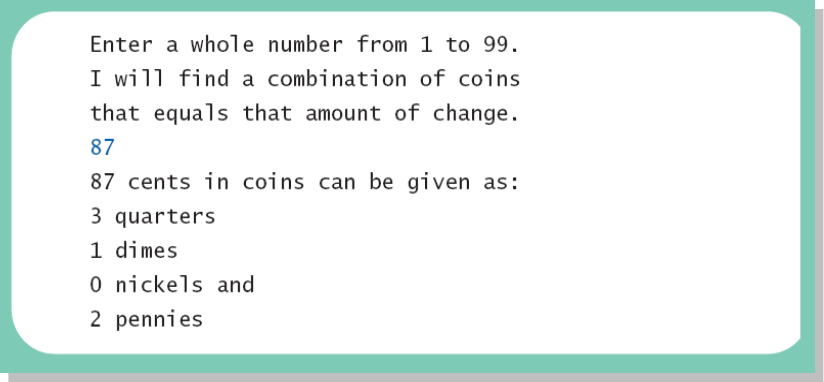 Enter a whole number from 1 to 99.
I will find a combination of coins
that equals that amount of change.
87
87 cents in coins can be given as:
3 quarters
1 dimes
0 nickels and
2 pennies